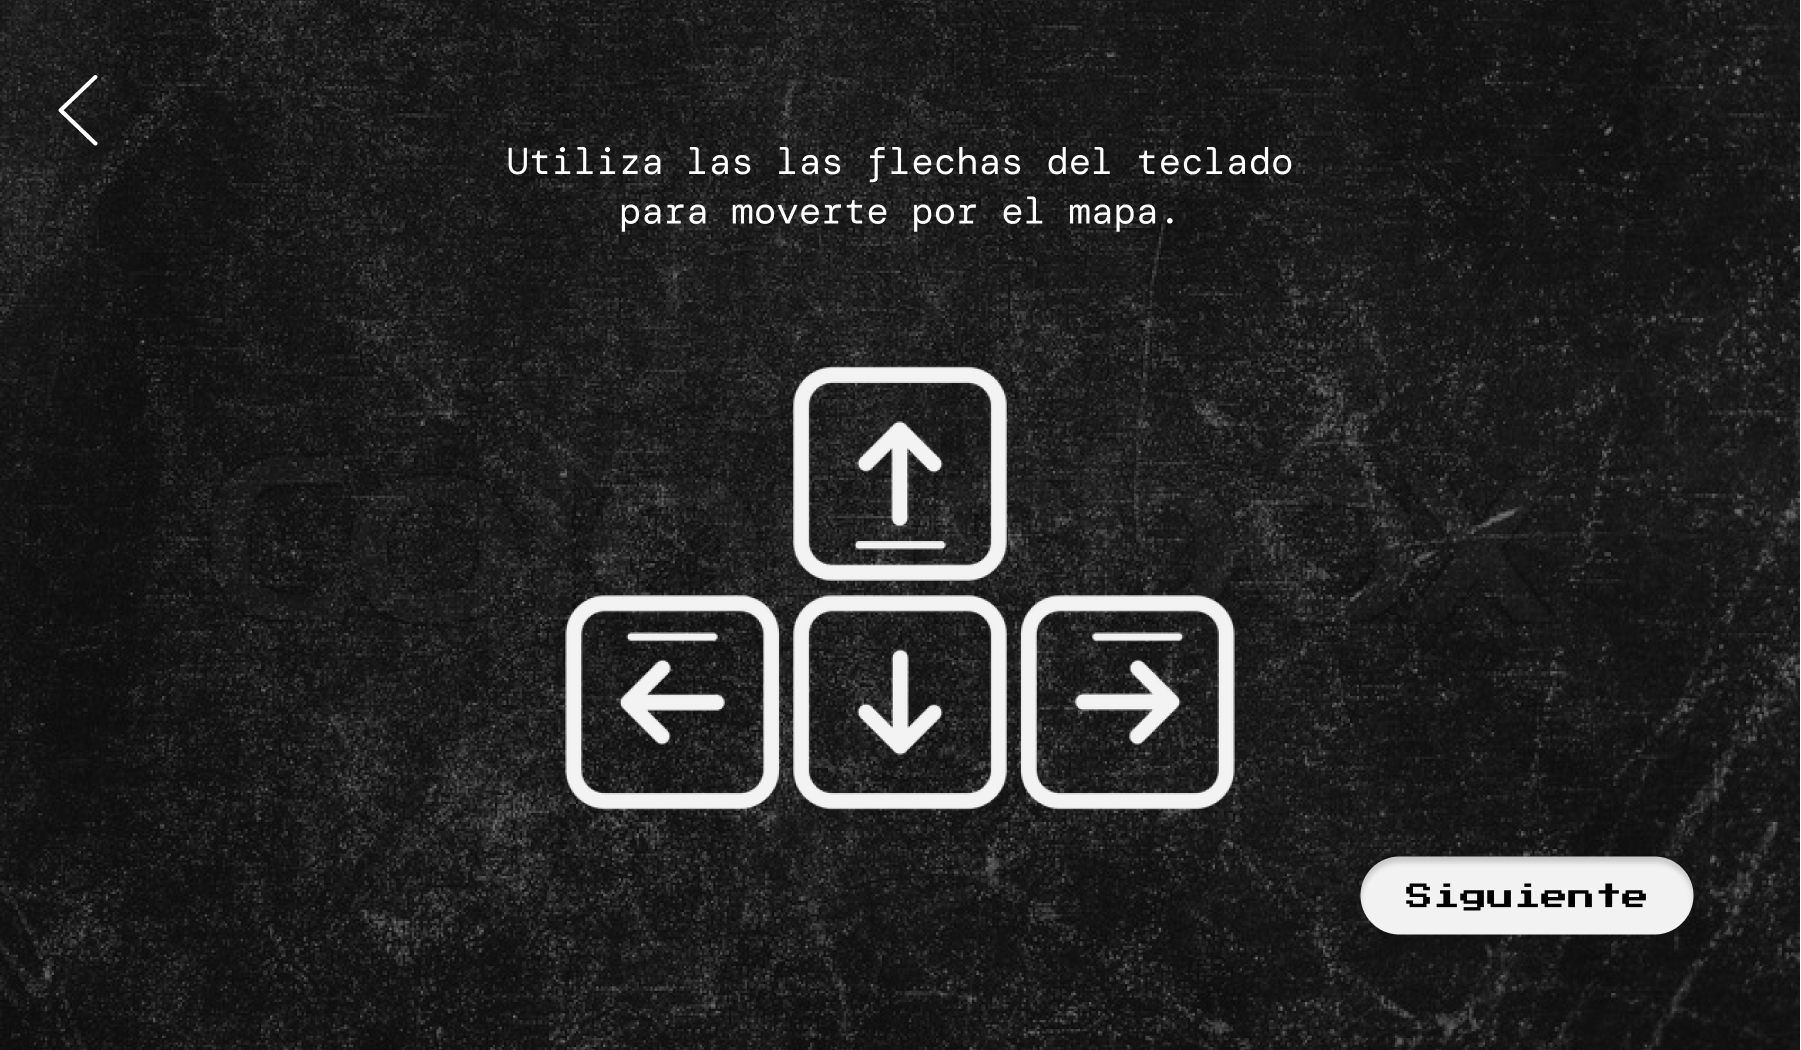 Utiliza las las flechas del teclado
para moverte por el mapa.
Siguiente